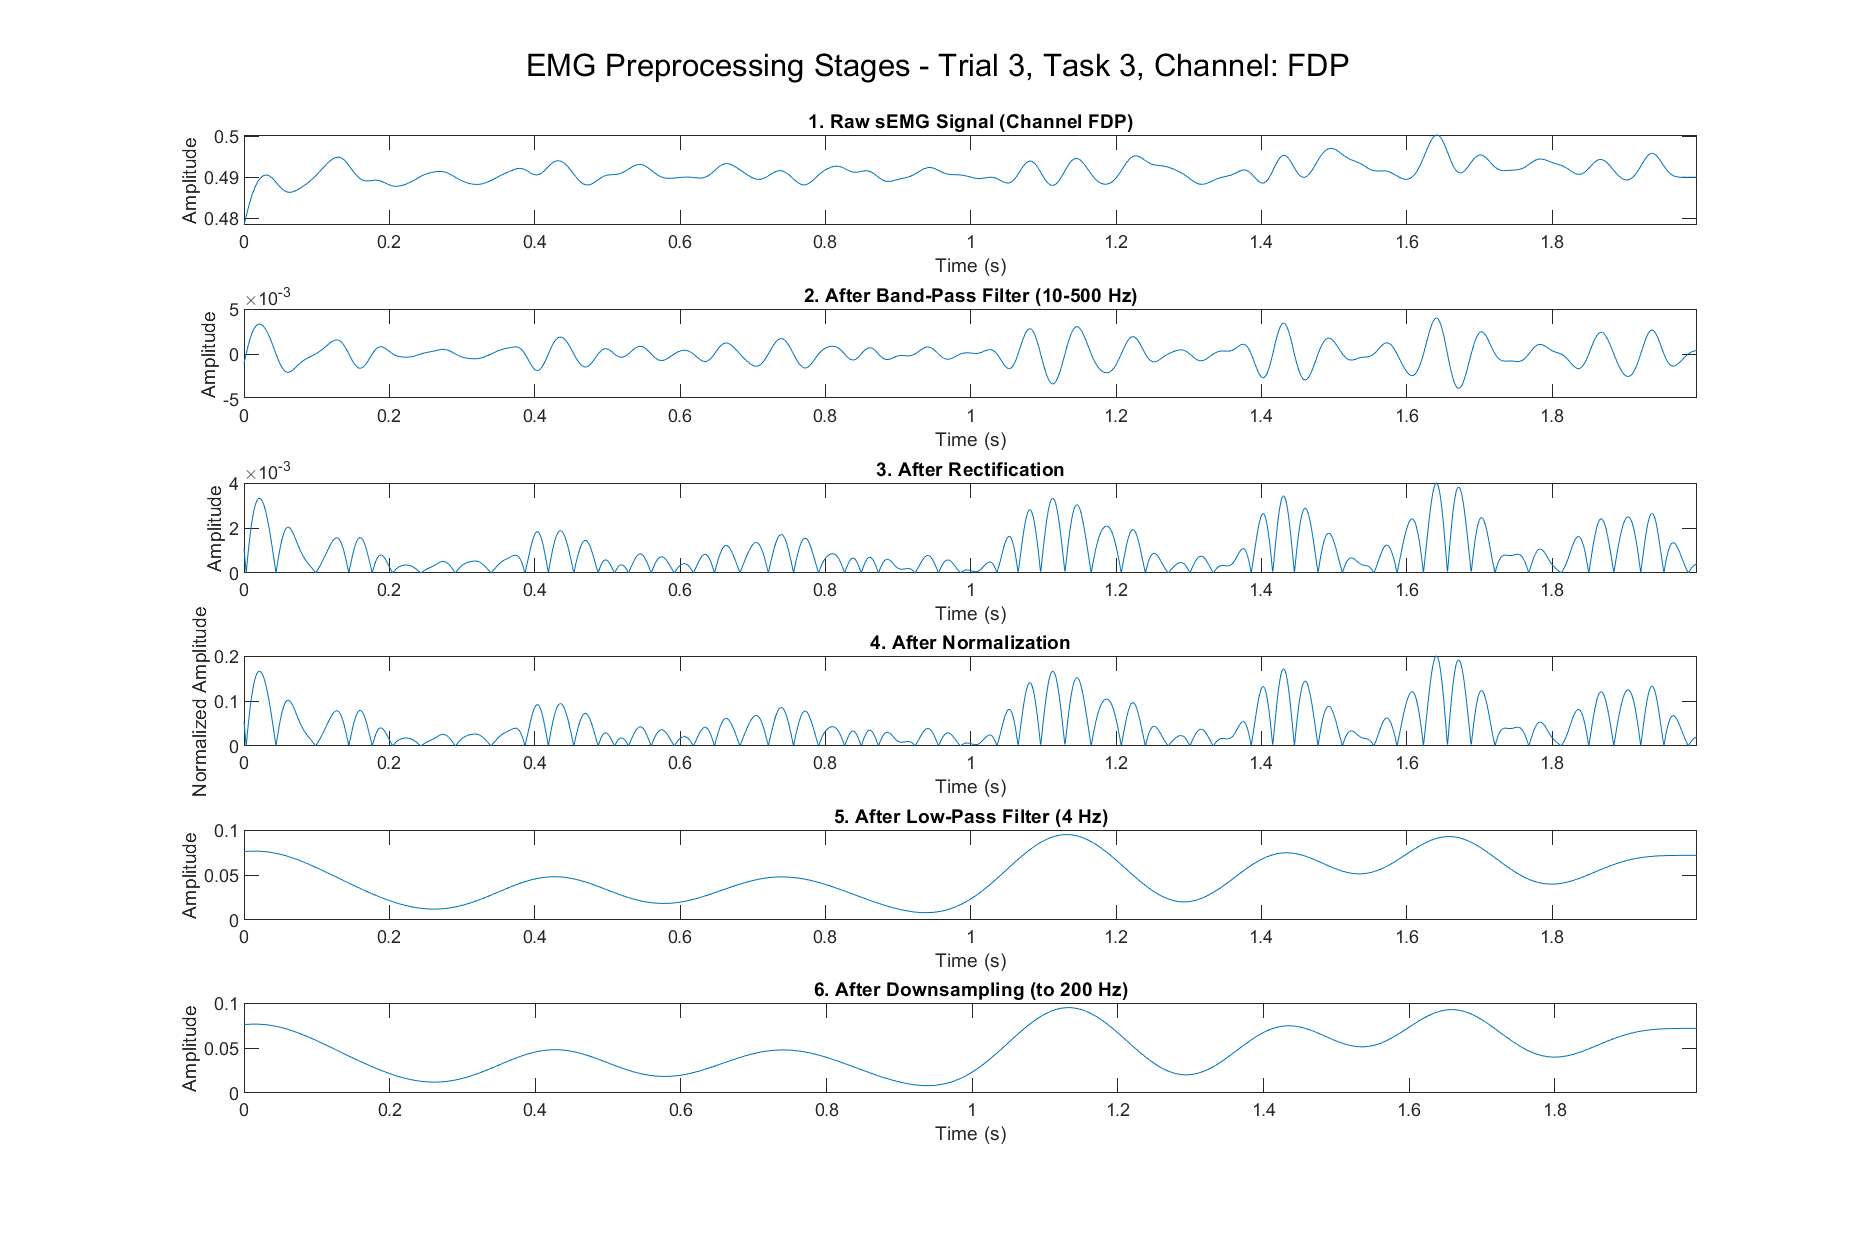 EMG Preprocessing Stages - Trial 3, Task 3, Channel: FDP
1. Raw sEMG Signal (Channel FDP)
Amplitude
0.5
0.49
0.48
0 0.2 0.4 0.6 0.8 1 1.2 1.4 1.6 1.8
Time (s)
2. After Band-Pass Filter (10-500 Hz)
×10-3
Amplitude
5
0
-5
0 0.2 0.4 0.6 0.8 1 1.2 1.4 1.6 1.8
Time (s)
3. After Rectification
×10-3
Amplitude
4
2
0
0 0.2 0.4 0.6 0.8 1 1.2 1.4 1.6 1.8
Time (s)
4. After Normalization
Normalized Amplitude
0.2
0.1
0
0 0.2 0.4 0.6 0.8 1 1.2 1.4 1.6 1.8
Time (s)
5. After Low-Pass Filter (4 Hz)
Amplitude
0.1
0.05
0
0 0.2 0.4 0.6 0.8 1 1.2 1.4 1.6 1.8
Time (s)
6. After Downsampling (to 200 Hz)
Amplitude
0.1
0.05
0
0 0.2 0.4 0.6 0.8 1 1.2 1.4 1.6 1.8
Time (s)